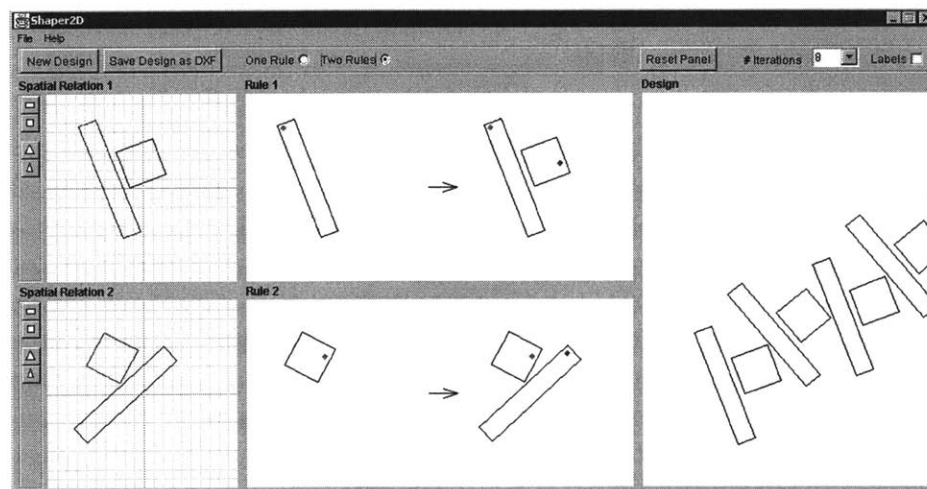 Shaper2D
File Help
New Design Save Design as DXF One Rule Two Rules Reset Panel # Iterations 8 Labels
Spatial Relation 1 Rule 1 Design
Spatial Relation 2 Rule 2